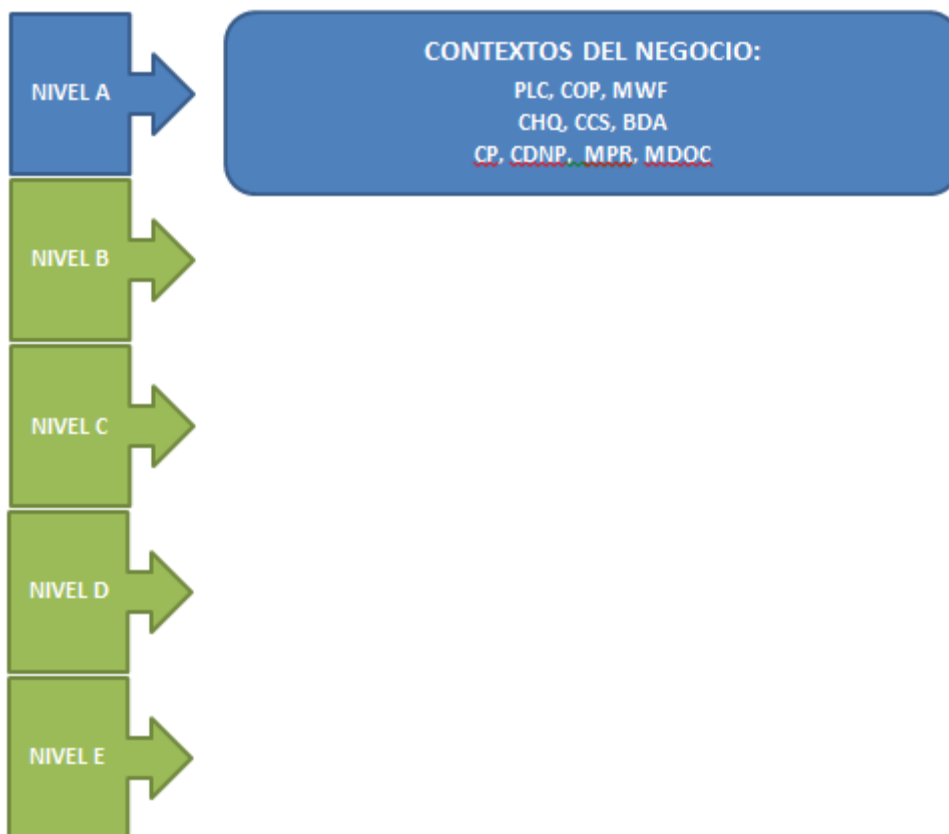 NIVEL A
CONTEXTOS DEL NEGOCIO:
PLC, COP, MWF
CHQ, CCS, BDA
CP, CDNP, MPR, MDOC
NIVEL B
NIVEL C
NIVEL D
NIVEL E